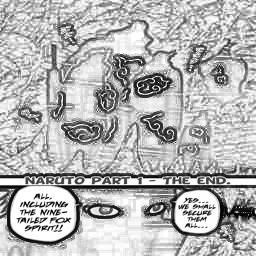 NARUTO PART 1 - THE END.
ALL,
INCLUDING
THE NINE-
TAILED FOX
SPIRIT!!
YES...
WE SHALL
SECURE
THEM
ALL...